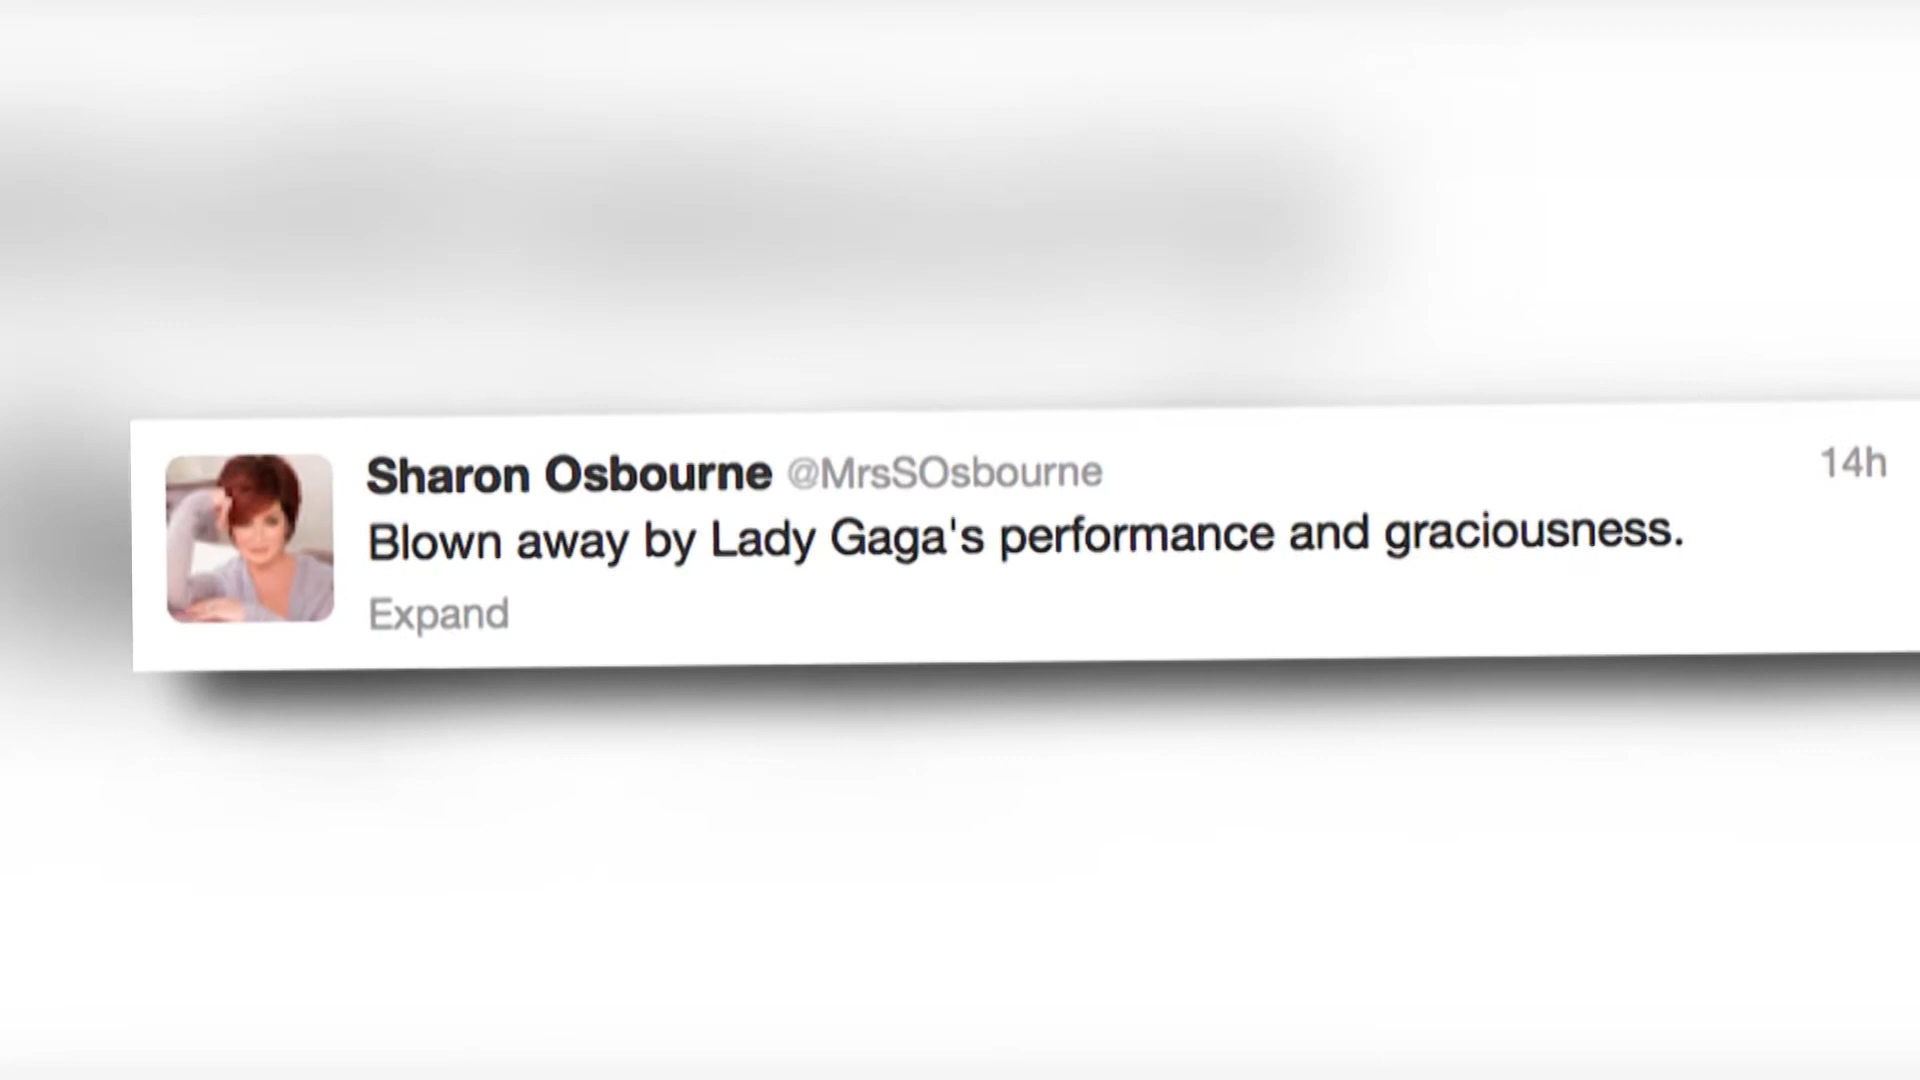 Sharon Osbourne @MrsSOsbourne 14h
Blown away by Lady Gaga's performance and graciousness.
Expand